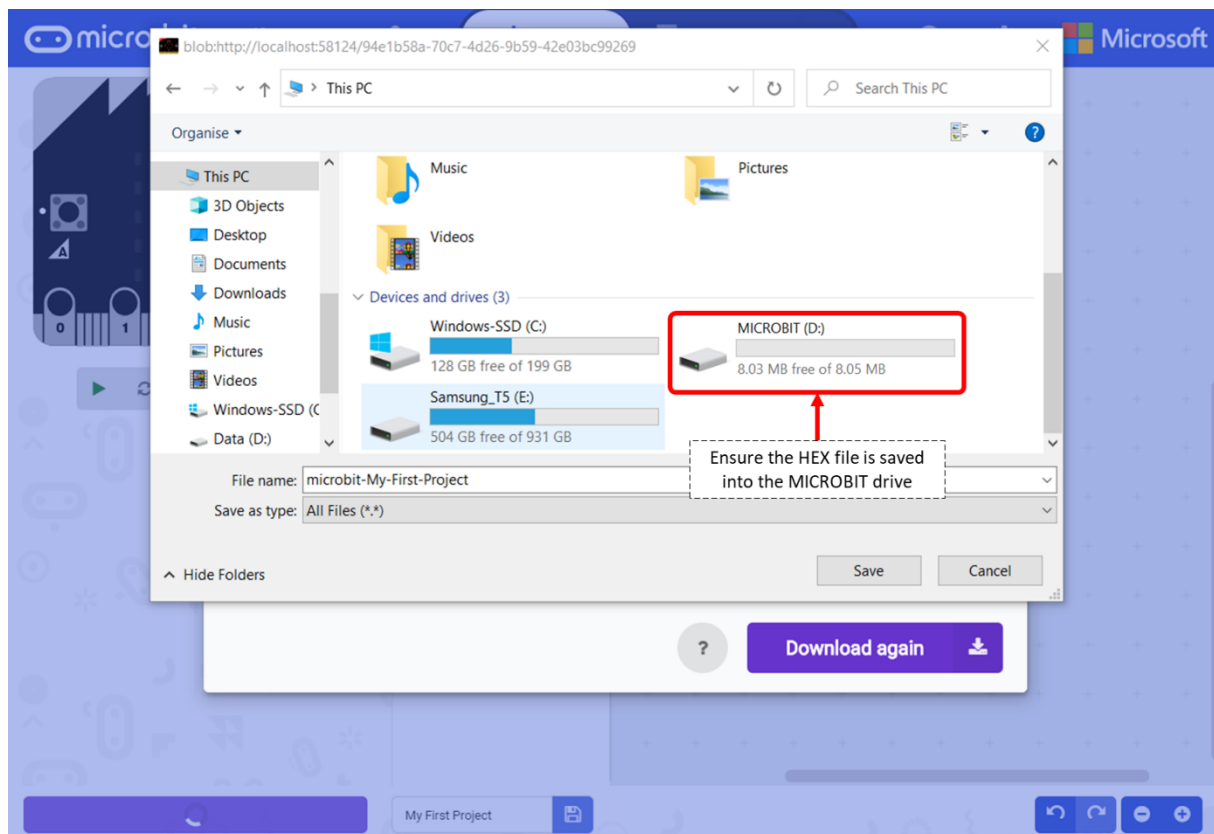 micro
Microsoft
blob:http://localhost:58124/94e1b58a-70c7-4d26-9b59-42e03bc99269
This PC
Search This PC
Organise
This PC
3D Objects
Desktop
Documents
Downloads
Music
Pictures
Videos
Windows-SSD (C
Data (D:)
Music
Pictures
Videos
Devices and drives (3)
Windows-SSD (C:)
128 GB free of 199 GB
MICROBIT (D:)
8.03 MB free of 8.05 MB
Samsung_T5 (E:)
504 GB free of 931 GB
Ensure the HEX file is saved
into the MICROBIT drive
File name: microbit-My-First-Project
Save as type: All Files (*.*)
Hide Folders
Save
Cancel
A
0
1
?
Download again
My First Project